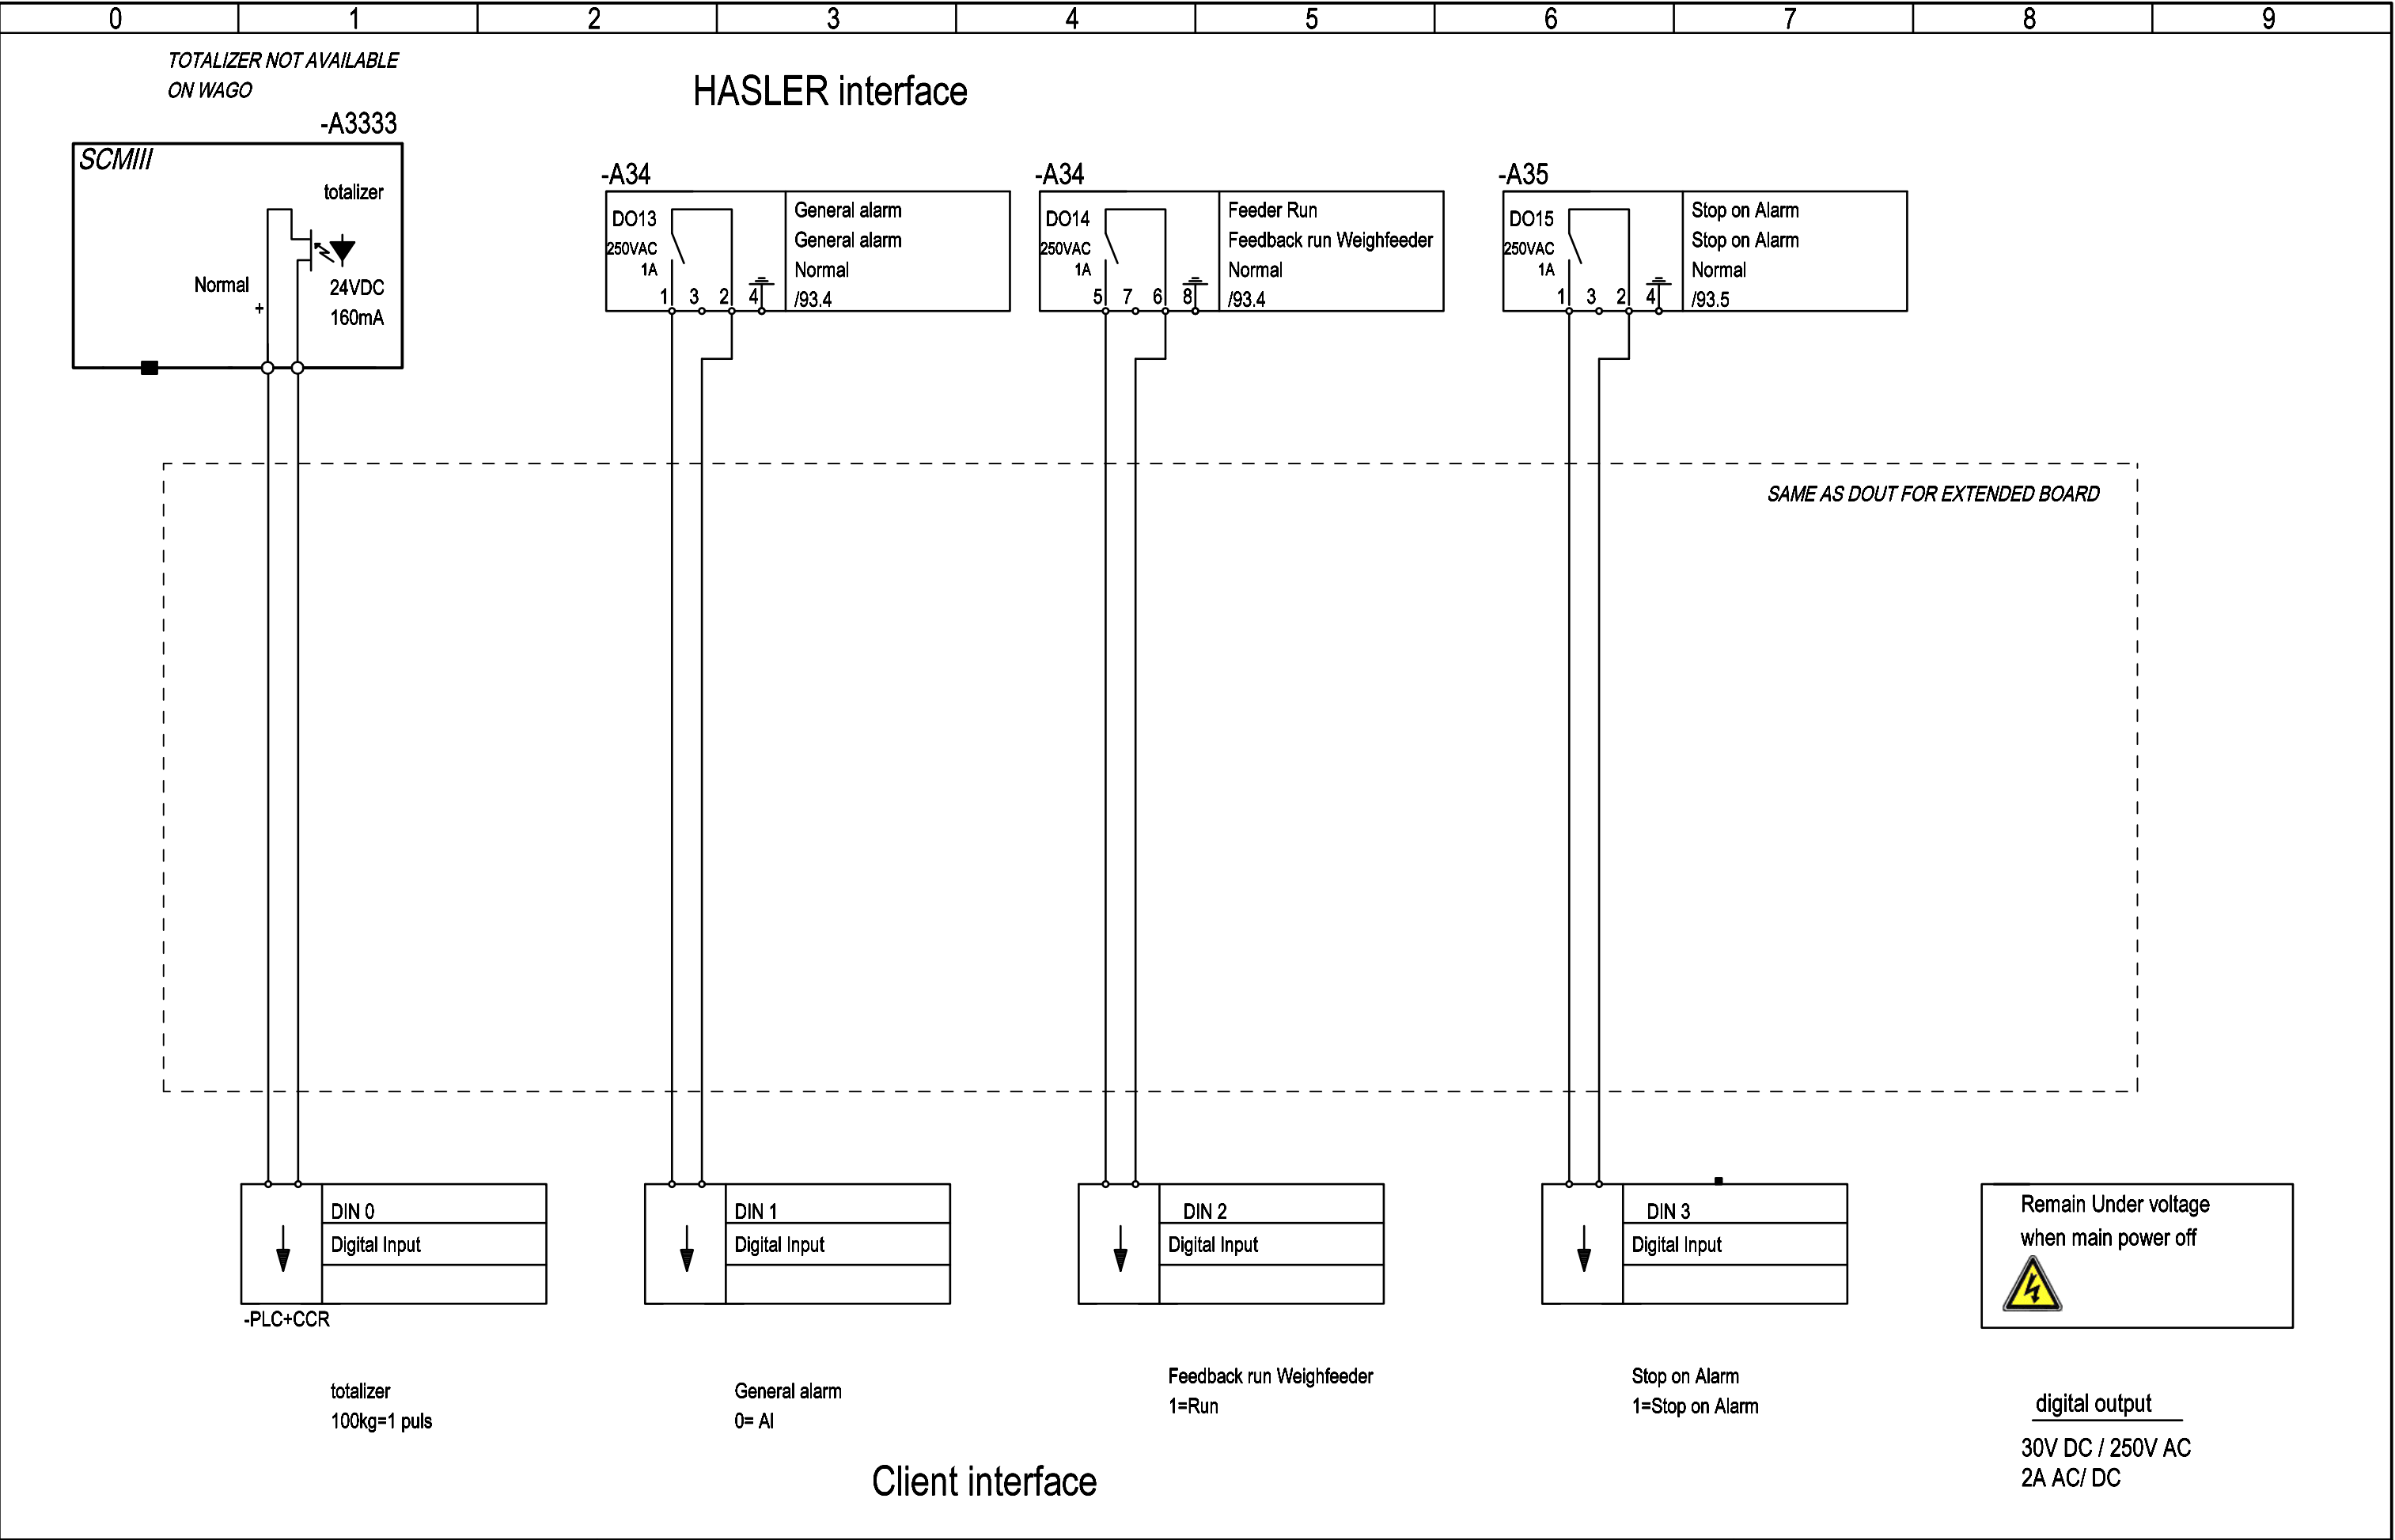 0 1 2 3 4 5 6 7 8 9
TOTALIZER NOT AVAILABLE
ON WAGO
HASLER interface
-A3333
SCMIII
totalizer
Normal
+
24VDC
160mA
-A34
DO13
250VAC
1A
1 3 2 4
General alarm
General alarm
Normal
/93.4
-A34
DO14
250VAC
1A
5 7 6 8
Feeder Run
Feedback run Weighfeeder
Normal
/93.4
-A35
DO15
250VAC
1A
1 3 2 4
Stop on Alarm
Stop on Alarm
Normal
/93.5
SAME AS DOUT FOR EXTENDED BOARD
DIN 0
Digital Input
-PLC+CCR
totalizer
100kg=1 puls
DIN 1
Digital Input
General alarm
0= Al
DIN 2
Digital Input
Feedback run Weighfeeder
1=Run
DIN 3
Digital Input
Stop on Alarm
1=Stop on Alarm
Remain Under voltage
when main power off
digital output
30V DC / 250V AC
2A AC/ DC
Client interface